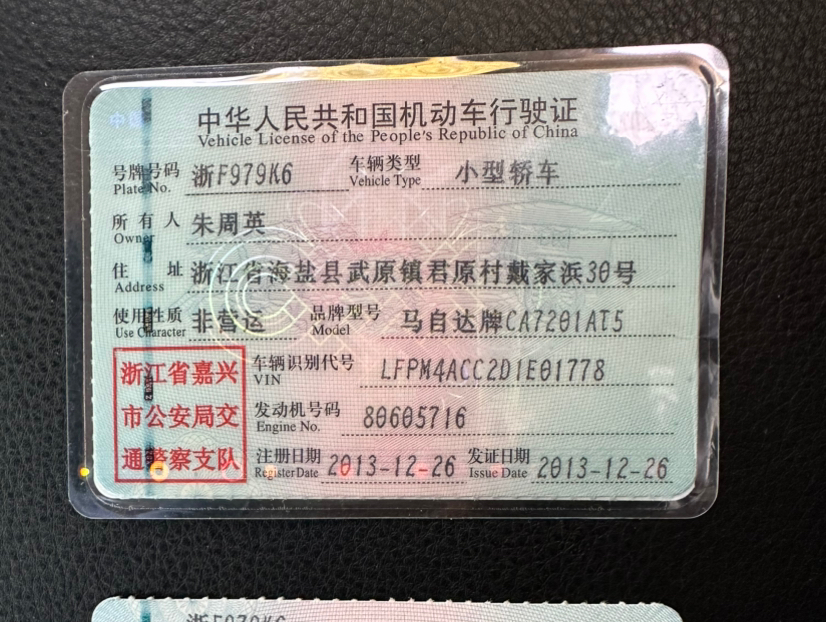 中华人民共和国机动车行驶证
Vehicle License of the People's Republic of China
号牌号码 浙F979K6 车辆类型 小型轿车
Plate No. Vehicle Type
所有人 朱周英
Owner
住址 浙江省海盐县武原镇君原村戴家浜30号
Address
使用性质 非营运 品牌型号 马自达牌CA7201AT5
Use Character Model
浙江省嘉兴
市公安局交
通警察支队
车辆识别代号 LFPM4ACC2D1E01778
VIN
发动机号码 80605716
Engine No.
注册日期 2013-12-26 发证日期 2013-12-26
Register Date Issue Date
浙F979K6